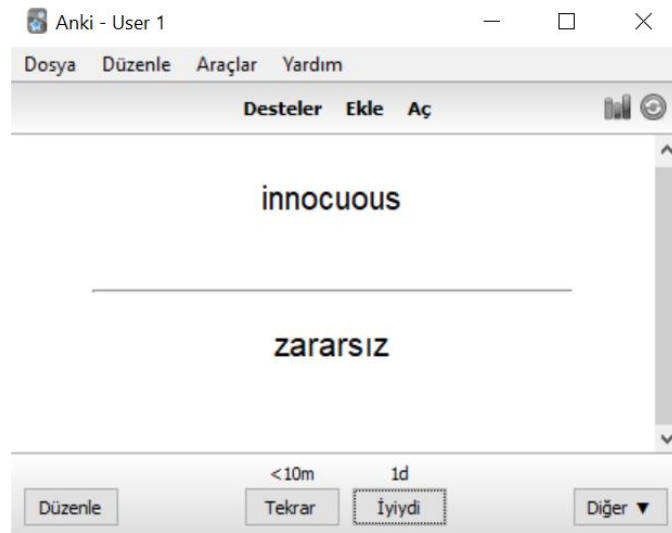 Anki - User 1
Dosya Düzenle Araçlar Yardım
Desteler Ekle Aç
innocuous
zararsız
<10m 1d
Düzenle Tekrar İyiydi Diğer ▼